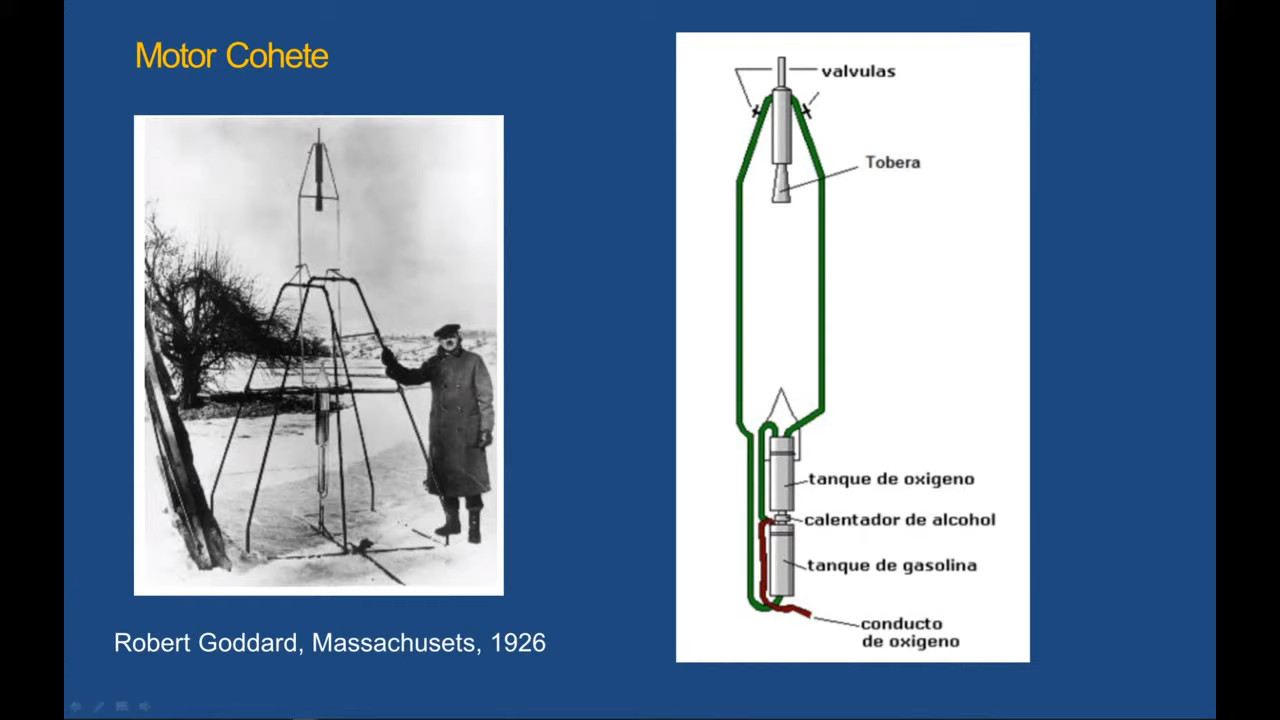 Motor Cohete
valvulas
Tobera
tanque de oxigeno
calentador de alcohol
tanque de gasolina
conducto
de oxigeno
Robert Goddard, Massachusets, 1926